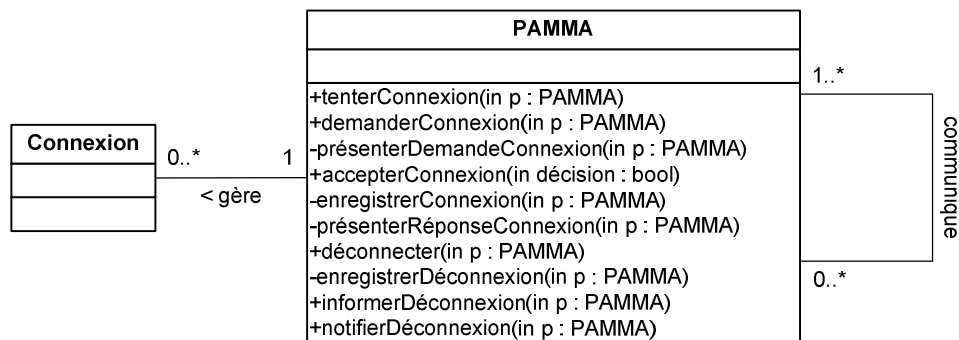 PAMMA
1..*
+tenterConnexion(in p : PAMMA)
+demanderConnexion(in p : PAMMA)
-présenterDemandeConnexion(in p : PAMMA)
+accepterConnexion(in décision : bool)
-enregistrerConnexion(in p : PAMMA)
-présenterRéponseConnexion(in p : PAMMA)
+déconnecter(in p : PAMMA)
-enregistrerDéconnexion(in p : PAMMA)
+informerDéconnexion(in p : PAMMA)
+notifierDéconnexion(in p : PAMMA)
Connexion
0..*
1
< gère
communique
0..*